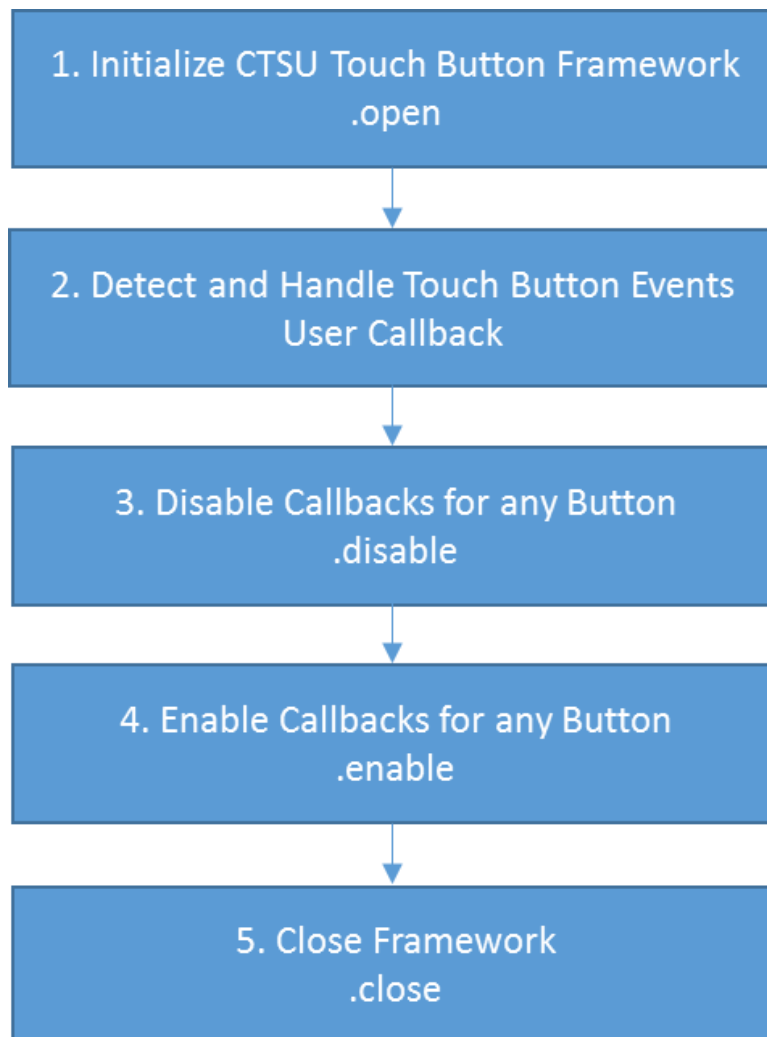 1. Initialize CTSU Touch Button Framework
.open
2. Detect and Handle Touch Button Events
User Callback
3. Disable Callbacks for any Button
.disable
4. Enable Callbacks for any Button
.enable
5. Close Framework
.close